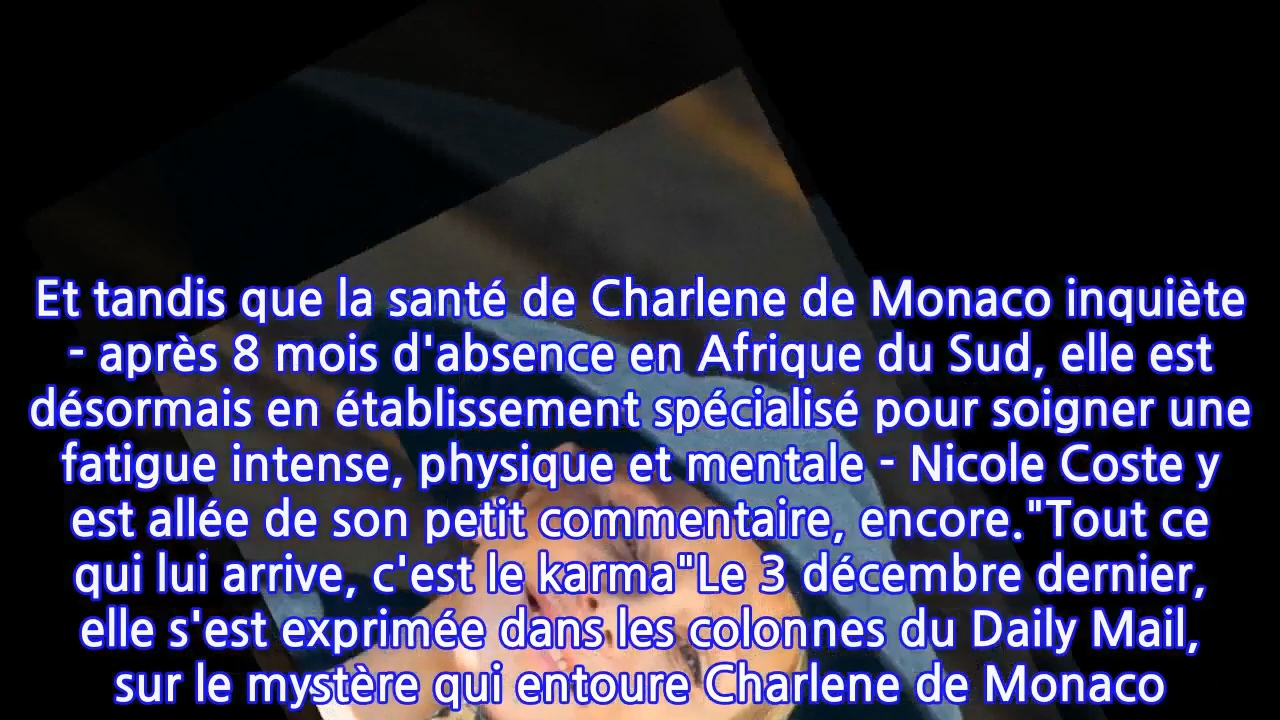 Et tandis que la santé de Charlene de Monaco inquiète
- après 8 mois d'absence en Afrique du Sud, elle est
désormais en établissement spécialisé pour soigner une
fatigue intense, physique et mentale - Nicole Coste y
est allée de son petit commentaire, encore."Tout ce
qui lui arrive, c'est le karma"Le 3 décembre dernier,
elle s'est exprimée dans les colonnes du Daily Mail,
sur le mystère qui entoure Charlene de Monaco